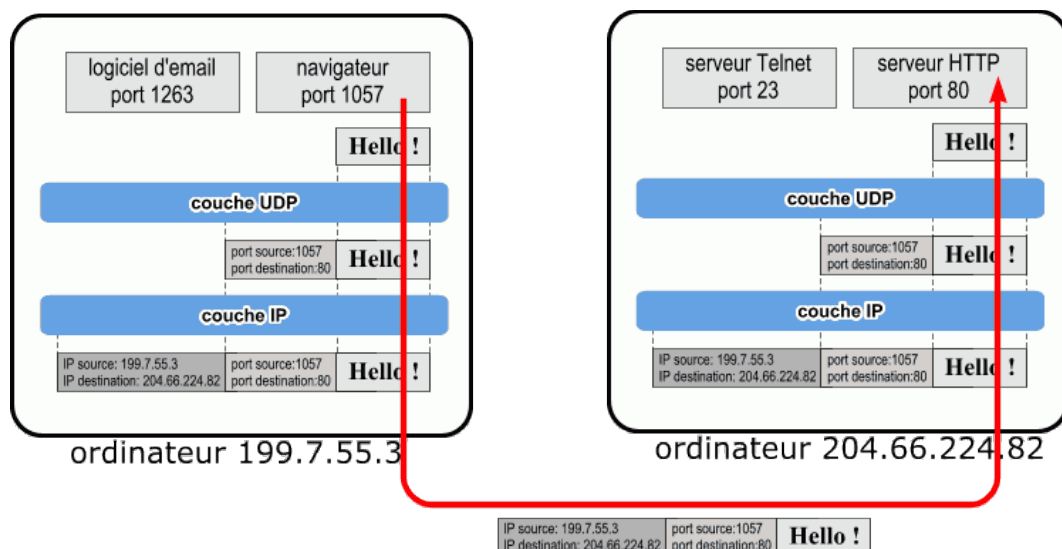 logiciel d'email
port 1263
navigateur
port 1057
Hello !
couche UDP
port source:1057
port destination:80
Hello !
couche IP
IP source: 199.7.55.3
IP destination: 204.66.224.82
port source:1057
port destination:80
Hello !
ordinateur 199.7.55.3
serveur Telnet
port 23
serveur HTTP
port 80
Hello !
couche UDP
port source:1057
port destination:80
Hello !
couche IP
IP source: 199.7.55.3
IP destination: 204.66.224.82
port source:1057
port destination:80
Hello !
ordinateur 204.66.224.82
IP source: 199.7.55.3
IP destination: 204.66.224.82
port source:1057
port destination:80
Hello !